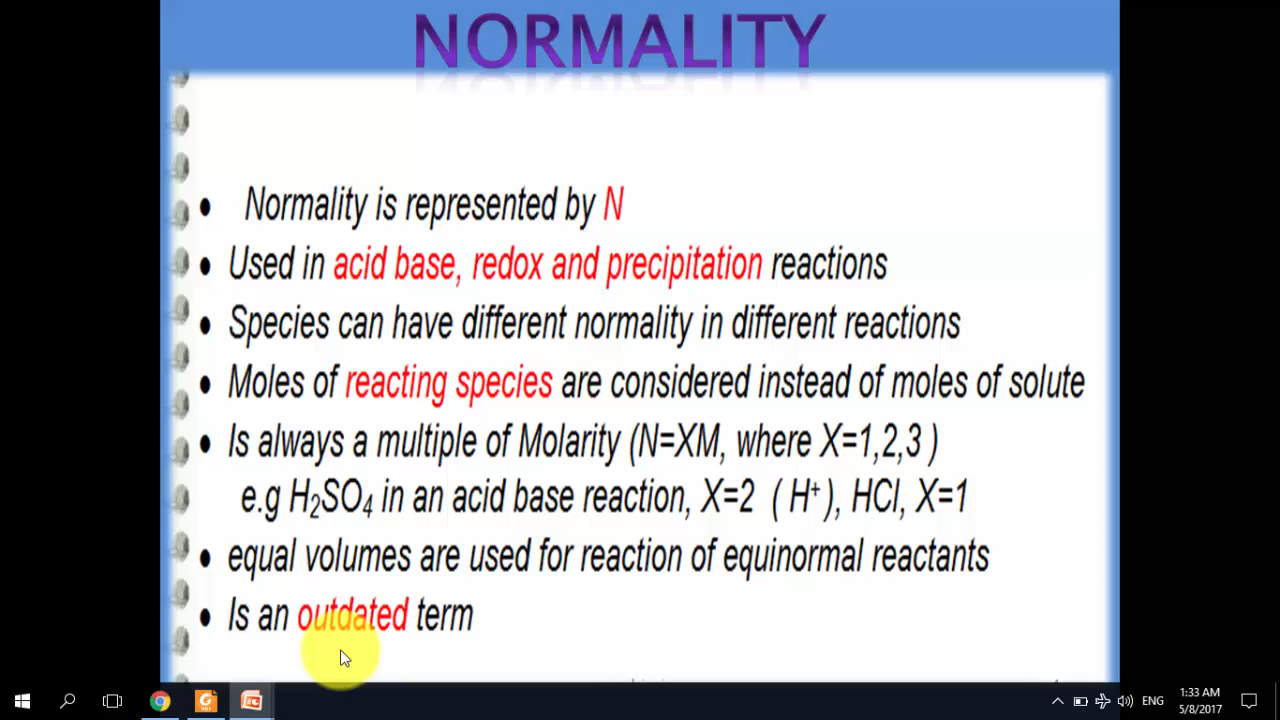 NORMALITY
• Normality is represented by N
• Used in acid base, redox and precipitation reactions
• Species can have different normality in different reactions
• Moles of reacting species are considered instead of moles of solute
• Is always a multiple of Molarity (N=XM, where X=1,2,3 )
e.g H₂SO₄ in an acid base reaction, X=2 ( H⁺ ), HCl, X=1
• equal volumes are used for reaction of equinormal reactants
• Is an outdated term
ENG
1:33 AM
5/8/2017